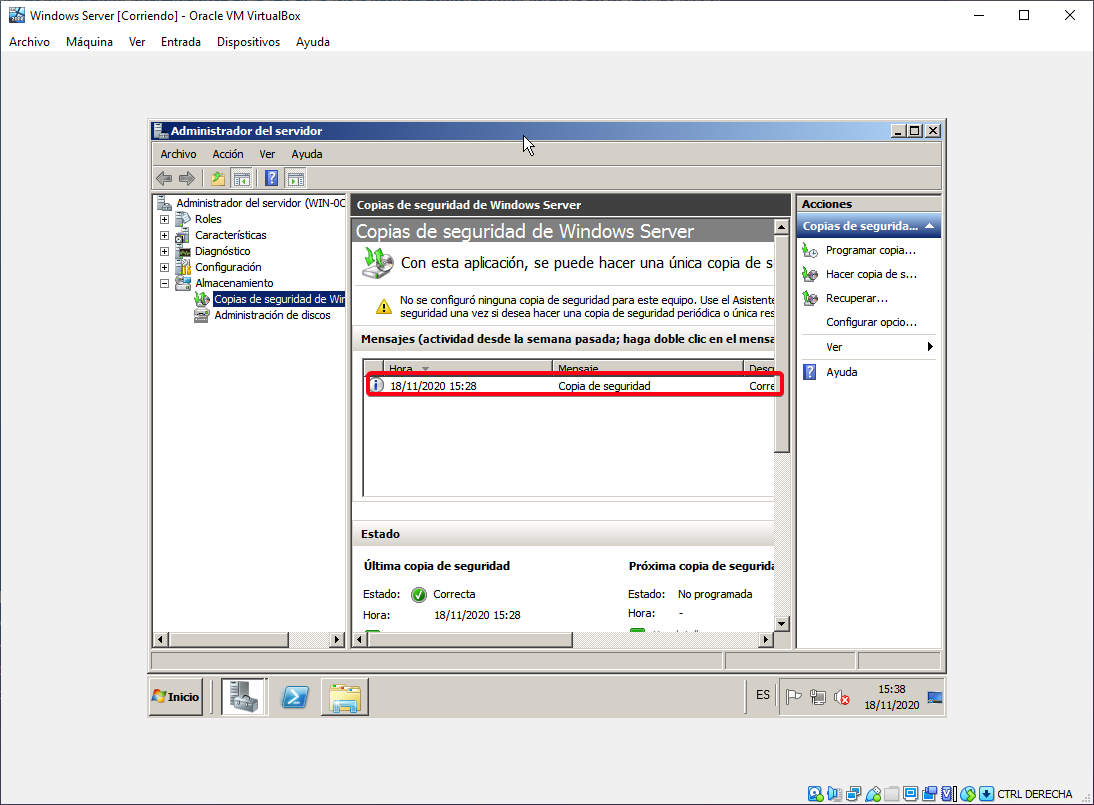 Windows Server [Corriendo] - Oracle VM VirtualBox
Archivo Máquina Ver Entrada Dispositivos Ayuda
Administrador del servidor
Archivo Acción Ver Ayuda
Administrador del servidor (WIN-0C
Roles
Características
Diagnóstico
Configuración
Almacenamiento
Copias de seguridad de Wir
Administración de discos
Copias de seguridad de Windows Server
Copias de seguridad de Windows Server
Con esta aplicación, se puede hacer una única copia de s
No se configuró ninguna copia de seguridad para este equipo. Use el Asistente
seguridad una vez si desea hacer una copia de seguridad periódica o única res
Mensajes (actividad desde la semana pasada; haga doble clic en el mensa
Hora Mensaje Desc
18/11/2020 15:28 Copia de seguridad Corre
Estado
Última copia de seguridad
Estado: Correcta
Hora: 18/11/2020 15:28
Próxima copia de segurida
Estado: No programada
Hora: -
Acciones
Copias de segurida...
Programar copia...
Hacer copia de s...
Recuperar...
Configurar opcio...
Ver
Ayuda
Inicio
ES
15:38
18/11/2020
CTRL DERECHA